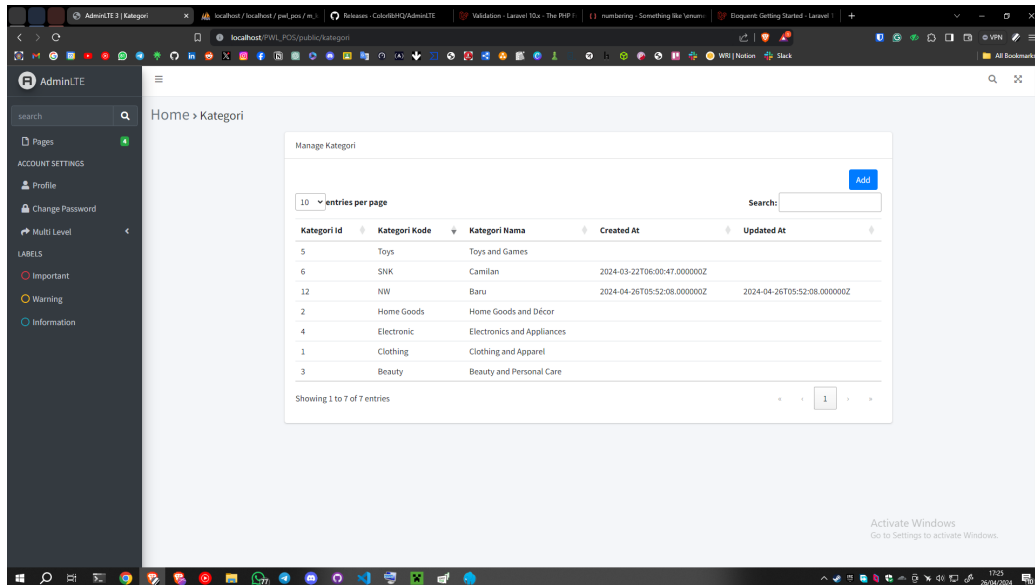 AdminLTE 3 | Kategori
localhost / localhost / pwl_pos / m_k
Releases · ColorlibHQ/AdminLTE
Validation - Laravel 10.x - The PHP F
numbering - Something like \enum
Eloquent: Getting Started - Laravel 1
localhost/PWL_POS/public/kategori
VPN
WRI | Notion
Slack
All Bookmarks
AdminLTE
search
Home › Kategori
Pages
4
ACCOUNT SETTINGS
Profile
Change Password
Multi Level
LABELS
Important
Warning
Information
Manage Kategori
Add
10 entries per page
Search:
Kategori Id Kategori Kode Kategori Nama Created At Updated At
5 Toys Toys and Games
6 SNK Camilan 2024-03-22T06:00:47.000000Z
12 NW Baru 2024-04-26T05:52:08.000000Z 2024-04-26T05:52:08.000000Z
2 Home Goods Home Goods and Décor
4 Electronic Electronics and Appliances
1 Clothing Clothing and Apparel
3 Beauty Beauty and Personal Care
Showing 1 to 7 of 7 entries
« ‹ 1 › »
Activate Windows
Go to Settings to activate Windows.
17:25
26/04/2024